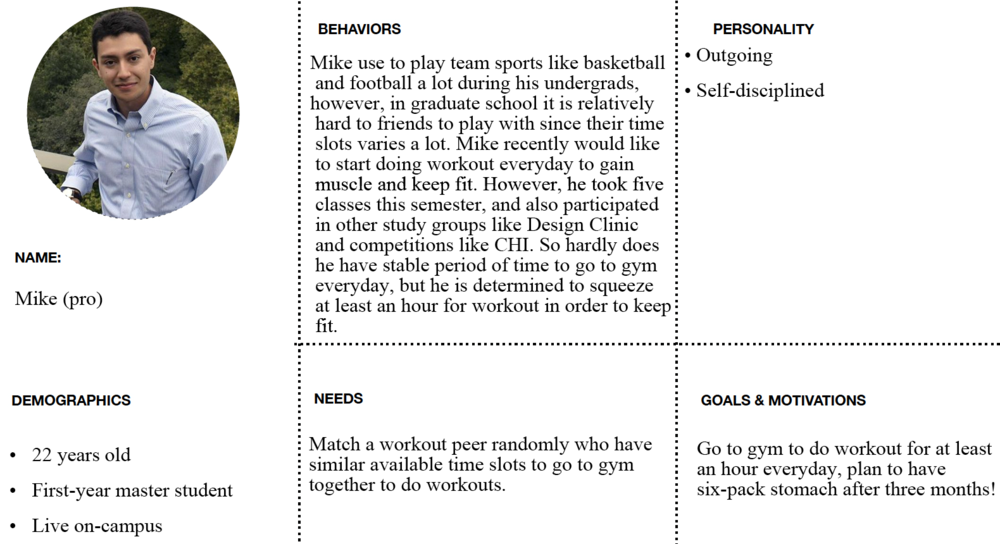 NAME:
Mike (pro)
DEMOGRAPHICS
• 22 years old
• First-year master student
• Live on-campus
BEHAVIORS
Mike use to play team sports like basketball
and football a lot during his undergrads,
however, in graduate school it is relatively
hard to friends to play with since their time
slots varies a lot. Mike recently would like
to start doing workout everyday to gain
muscle and keep fit. However, he took five
classes this semester, and also participated
in other study groups like Design Clinic
and competitions like CHI. So hardly does
he have stable period of time to go to gym
everyday, but he is determined to squeeze
at least an hour for workout in order to keep
fit.
NEEDS
Match a workout peer randomly who have
similar available time slots to go to gym
together to do workouts.
PERSONALITY
• Outgoing
• Self-disciplined
GOALS & MOTIVATIONS
Go to gym to do workout for at least
an hour everyday, plan to have
six-pack stomach after three months!